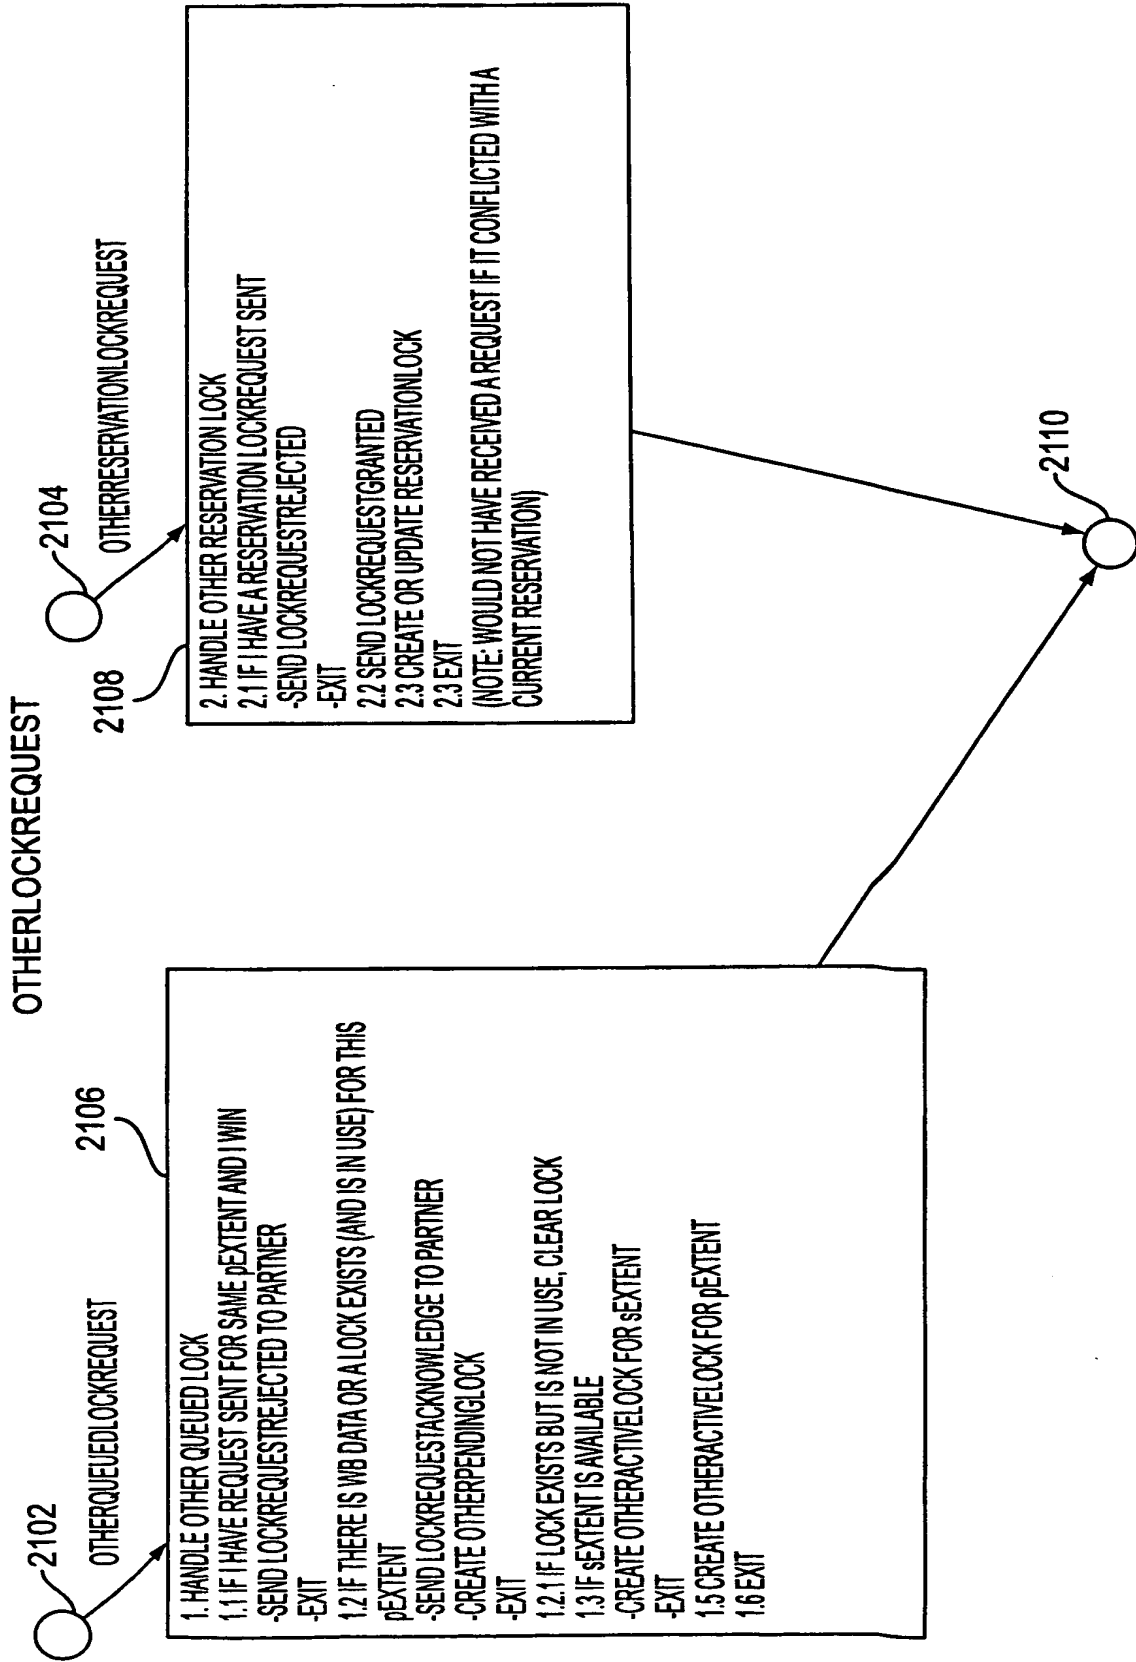 OTHERLOCKREQUEST
2102
OTHERQUEUEDLOCKREQUEST
2106
1. HANDLE OTHER QUEUED LOCK
1.1 IF I HAVE REQUEST SENT FOR SAME pEXTENT AND I WIN
-SEND LOCKREQUESTREJECTED TO PARTNER
-EXIT
1.2 IF THERE IS WB DATA OR A LOCK EXISTS (AND IS IN USE) FOR THIS
pEXTENT
-SEND LOCKREQUESTACKNOWLEDGE TO PARTNER
-CREATE OTHERPENDINGLOCK
-EXIT
1.2.1 IF LOCK EXISTS BUT IS NOT IN USE, CLEAR LOCK
1.3 IF sEXTENT IS AVAILABLE
-CREATE OTHERACTIVELOCK FOR sEXTENT
-EXIT
1.5 CREATE OTHERACTIVELOCK FOR pEXTENT
1.6 EXIT
2104
OTHERRESERVATIONLOCKREQUEST
2108
2. HANDLE OTHER RESERVATION LOCK
2.1 IF I HAVE A RESERVATION LOCKREQUEST SENT
-SEND LOCKREQUESTREJECTED
-EXIT
2.2 SEND LOCKREQUESTGRANTED
2.3 CREATE OR UPDATE RESERVATIONLOCK
2.3 EXIT
(NOTE: WOULD NOT HAVE RECEIVED A REQUEST IF IT CONFLICTED WITH A
CURRENT RESERVATION)
2110